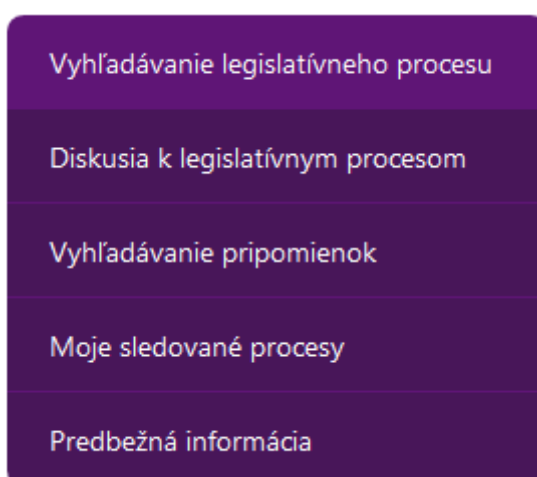 Vyhľadávanie legislatívneho procesu
Diskusia k legislatívnym procesom
Vyhľadávanie pripomienok
Moje sledované procesy
Predbežná informácia